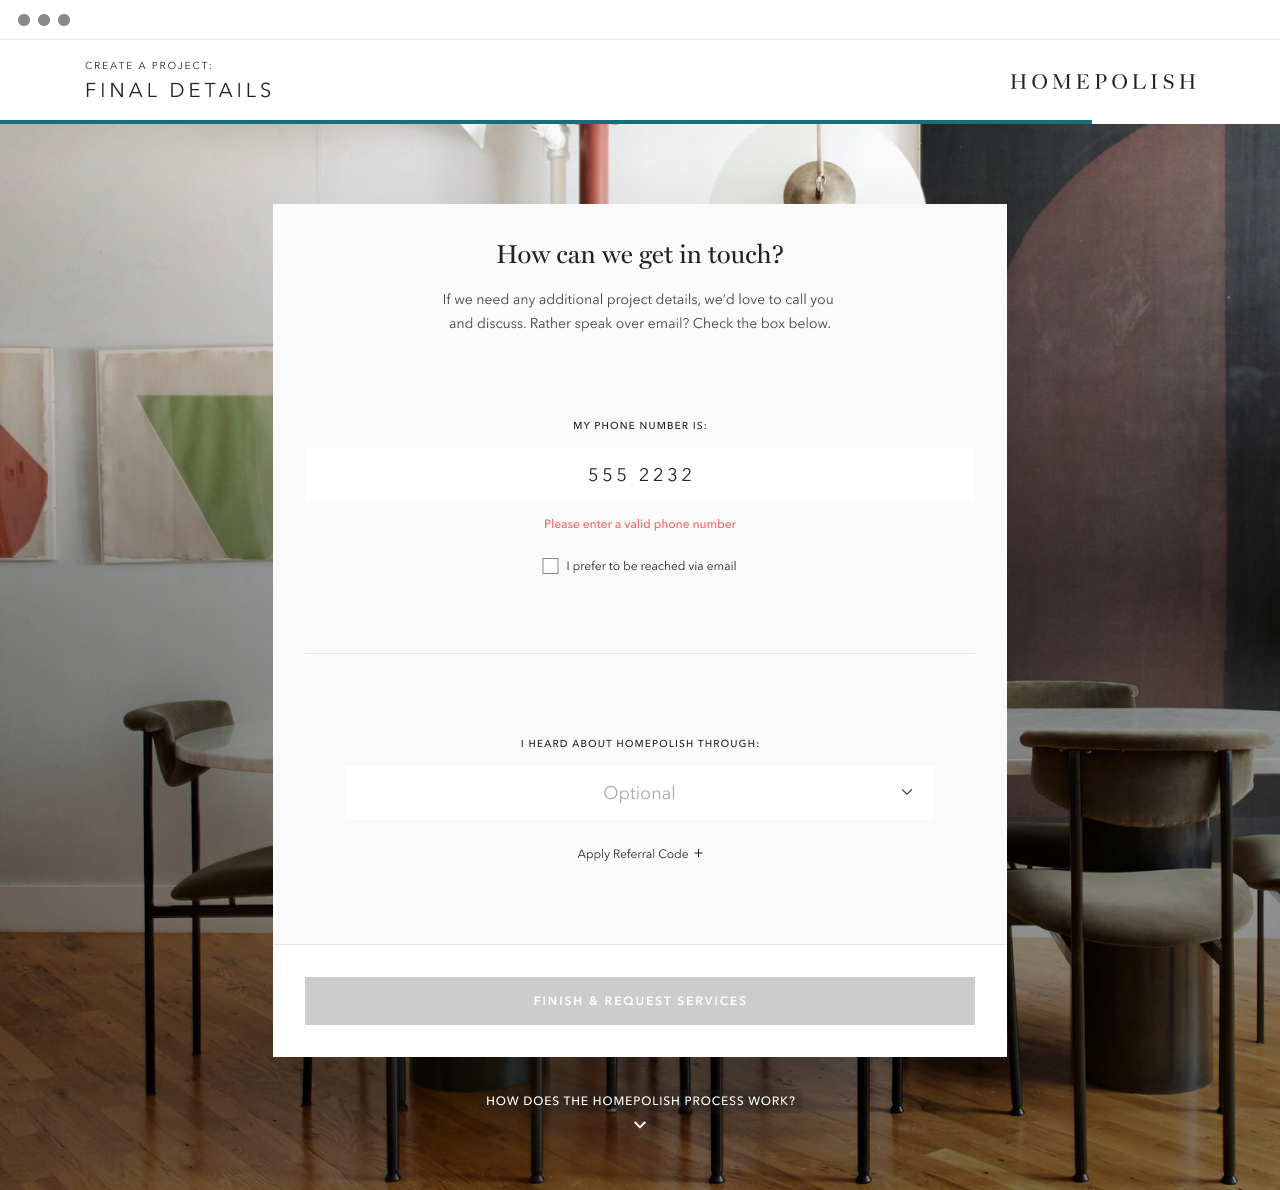 CREATE A PROJECT:
FINAL DETAILS
HOMEPOLISH
How can we get in touch?
If we need any additional project details, we’d love to call you
and discuss. Rather speak over email? Check the box below.
MY PHONE NUMBER IS:
555 2232
Please enter a valid phone number
I prefer to be reached via email
I HEARD ABOUT HOMEPOLISH THROUGH:
Optional
Apply Referral Code +
FINISH & REQUEST SERVICES
HOW DOES THE HOMEPOLISH PROCESS WORK?